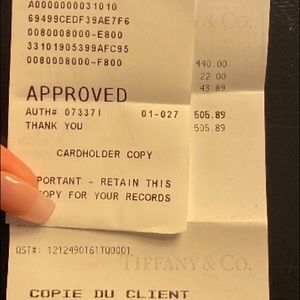 A0000000031010
69499CEDF39AE7F6
0080008000-E800
33101905399AFC95
0080008000-F800
APPROVED
AUTH# 073371 01-027
THANK YOU
CARDHOLDER COPY
PORTANT - RETAIN THIS
COPY FOR YOUR RECORDS
TIFFANY & CO.
440.00
22.00
43.89
505.89
505.89
QST#: 1212490161TQ0001
TIFFANY & CO.
COPIE DU CLIENT